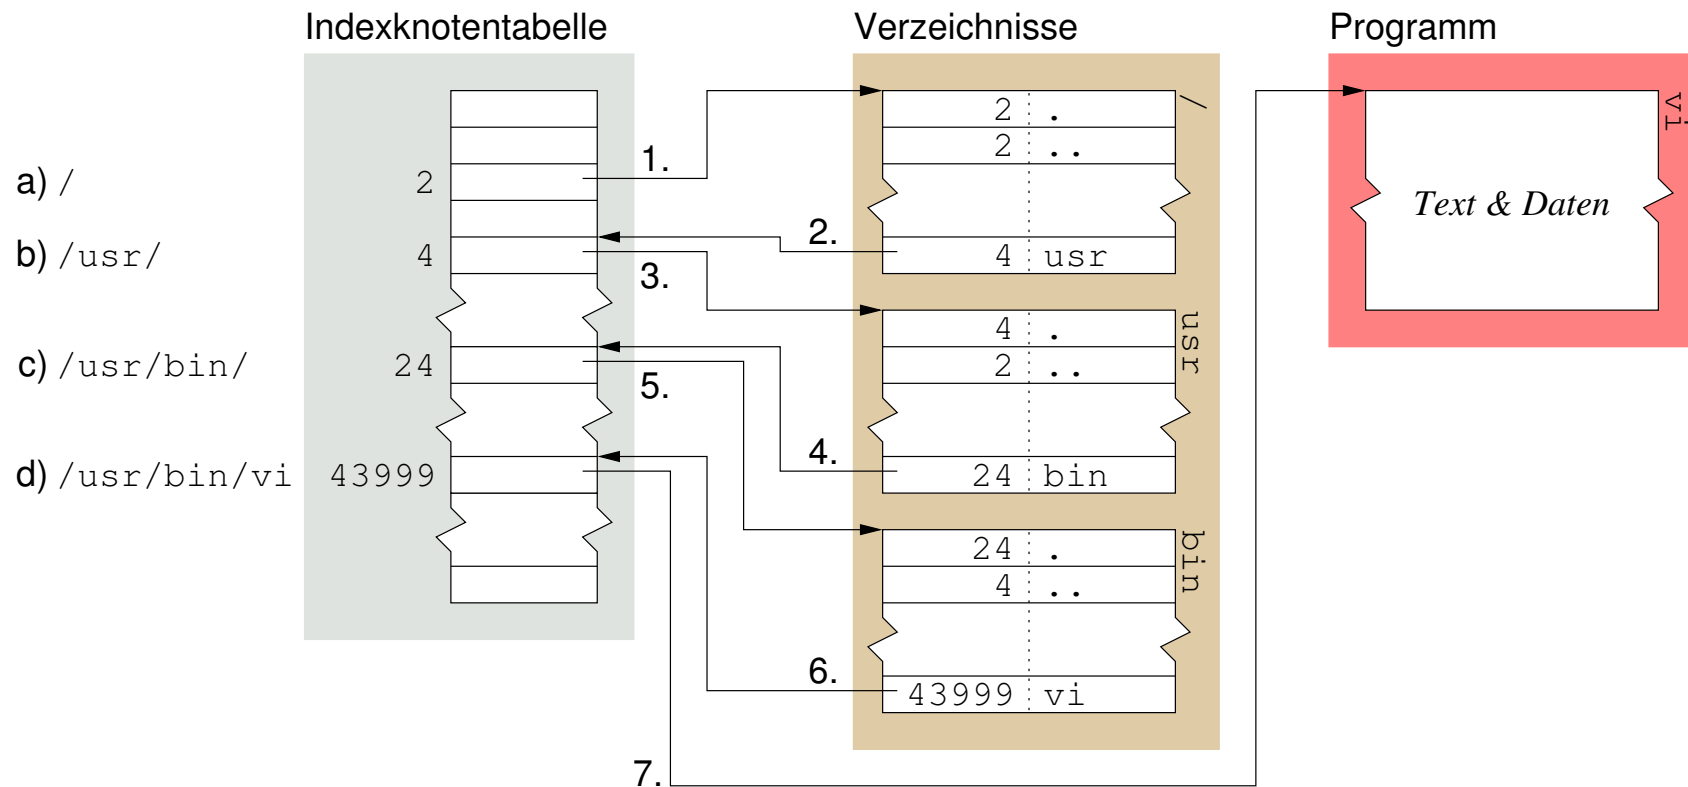 Indexknotentabelle Verzeichnisse Programm
2 . /
2 ..
a) / 2 1.
b) /usr/ 4 2. 4 usr
3.
4 . usr
2 ..
c) /usr/bin/ 24
5.
4. 24 bin
d) /usr/bin/vi 43999
24 . bin
4 ..
6. 43999 vi
7.
vi
Text & Daten